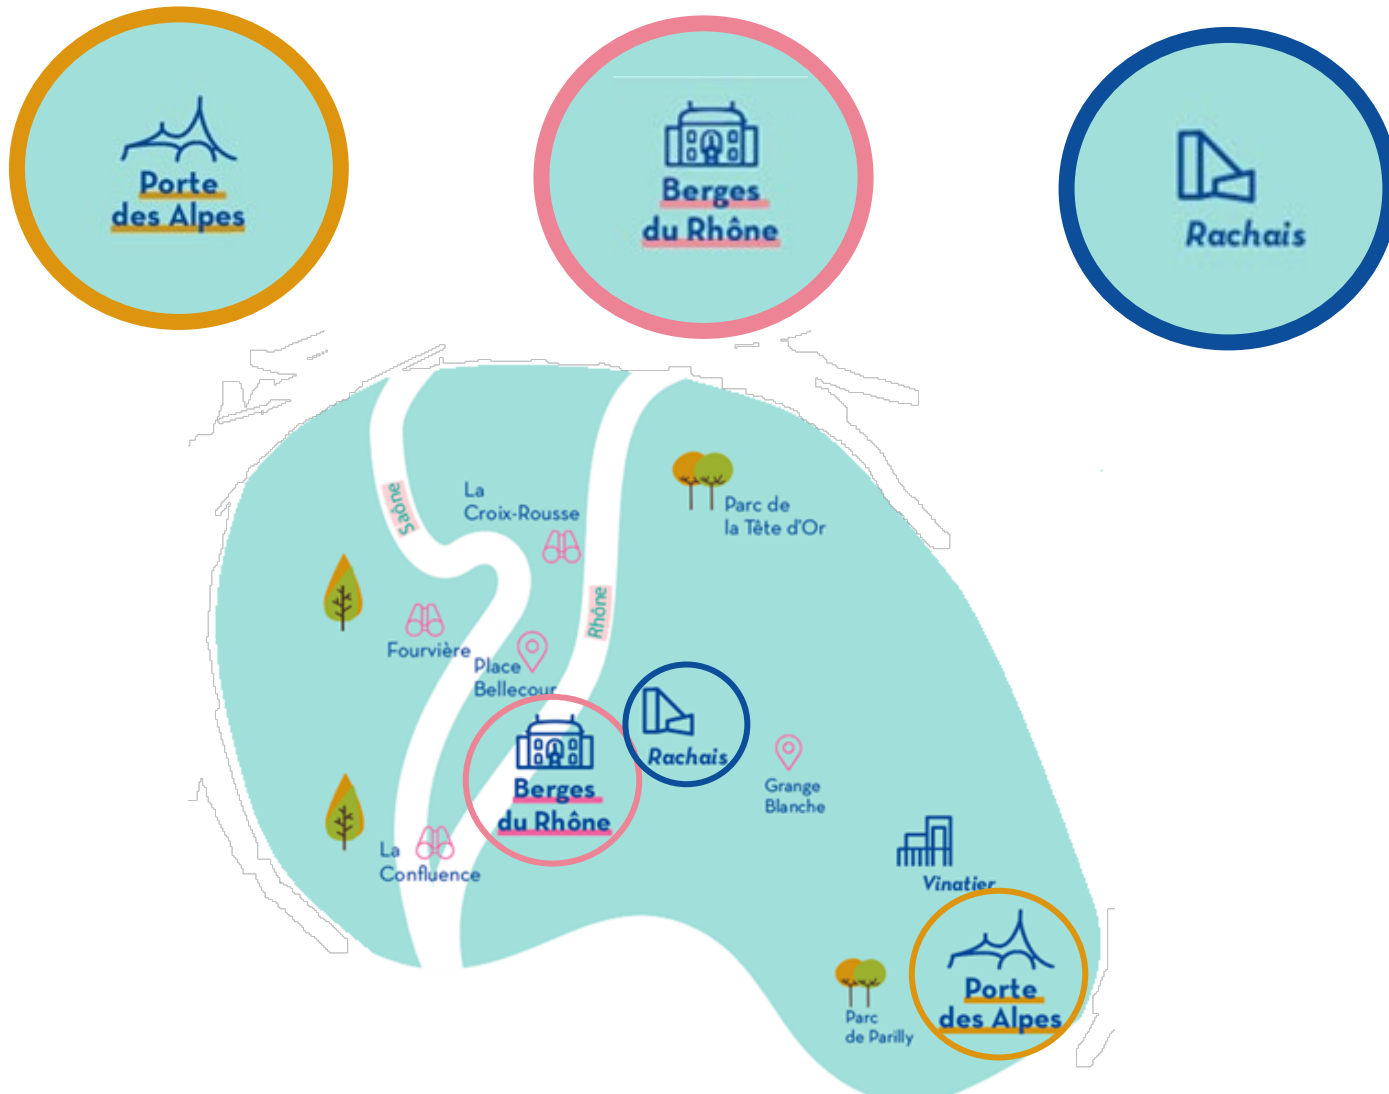 Porte
des Alpes
Berges
du Rhône
Rachais
Saône
La
Croix-Rousse
Parc de
la Tête d'Or
Rhône
Fourvière
Place
Bellecour
Rachais
Berges
du Rhône
Grange
Blanche
La
Confluence
Vinatier
Porte
des Alpes
Parc
de Parilly